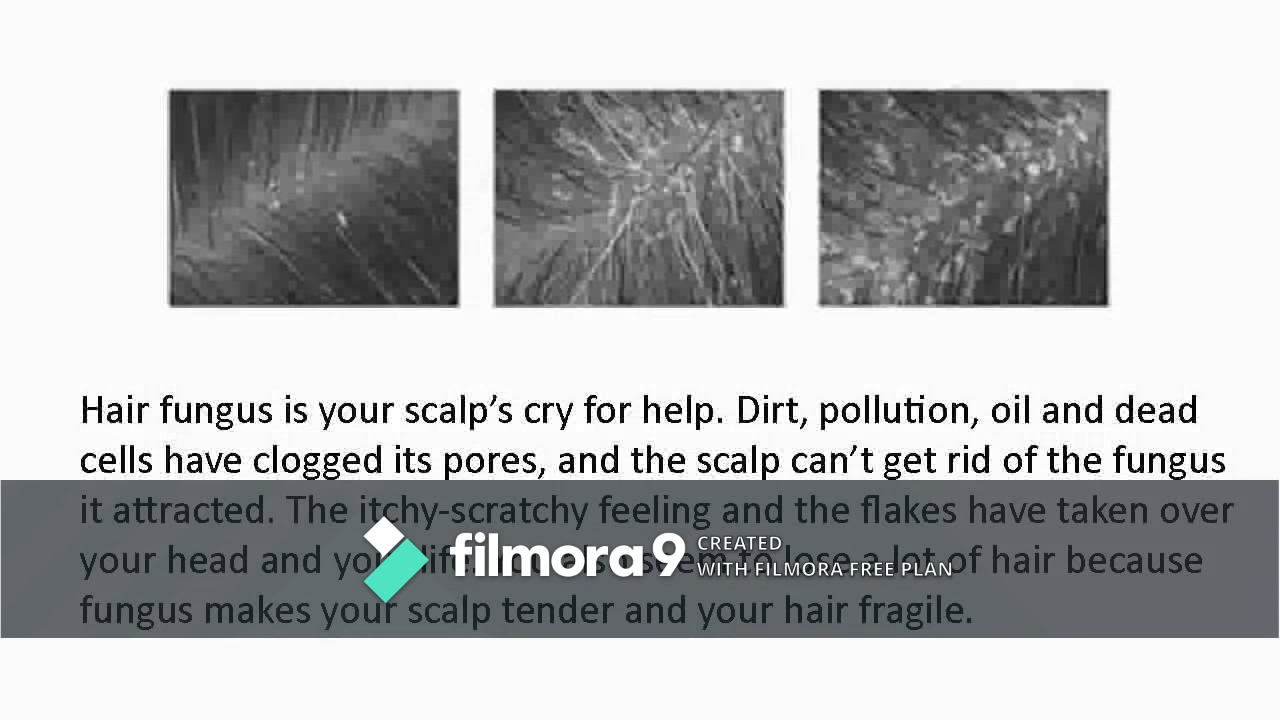 Hair fungus is your scalp’s cry for help. Dirt, pollution, oil and dead
cells have clogged its pores, and the scalp can’t get rid of the fungus
it attracted. The itchy-scratchy feeling and the flakes have taken over
your head and your life. to lose a lot of hair because
fungus makes your scalp tender and your hair fragile.
filmora9
CREATED
WITH FILMORA FREE PLAN